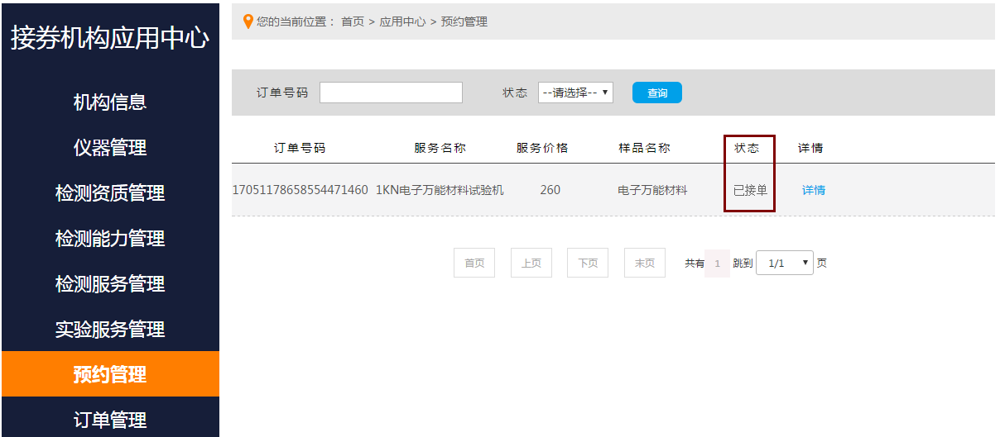 接券机构应用中心
机构信息
仪器管理
检测资质管理
检测能力管理
检测服务管理
实验服务管理
预约管理
订单管理
您的当前位置： 首页 > 应用中心 > 预约管理
订单号码 状态 --请选择-- 查询
订单号码 服务名称 服务价格 样品名称 状态 详情
17051178658554471460 1KN电子万能材料试验机 260 电子万能材料 已接单 详情
首页 上页 下页 末页 共有 1 跳到 1/1 页